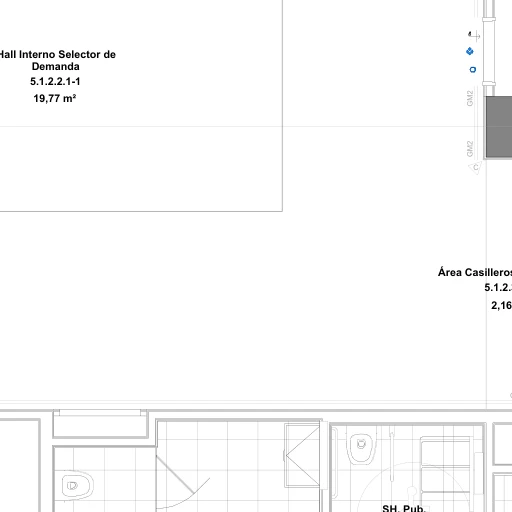 Hall Interno Selector de
Demanda
5.1.2.2.1-1
19,77 m²
GM2
GM2
C
Área Casilleros
5.1.2.
2,16
SH. Pub.